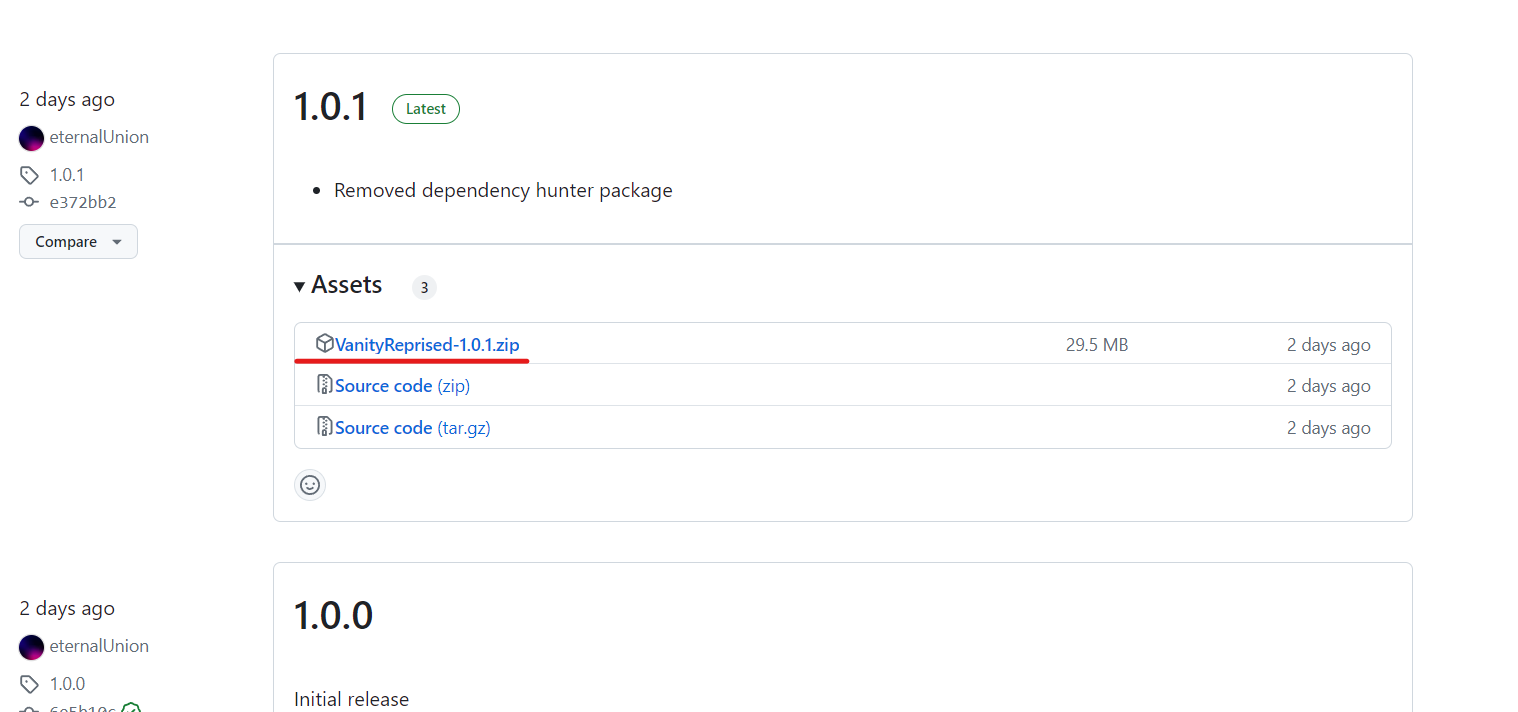 2 days ago
eternalUnion
1.0.1
e372bb2
Compare
1.0.1 Latest
Removed dependency hunter package
Assets 3
VanityReprised-1.0.1.zip 29.5 MB 2 days ago
Source code (zip) 2 days ago
Source code (tar.gz) 2 days ago
2 days ago
eternalUnion
1.0.0
1.0.0
Initial release